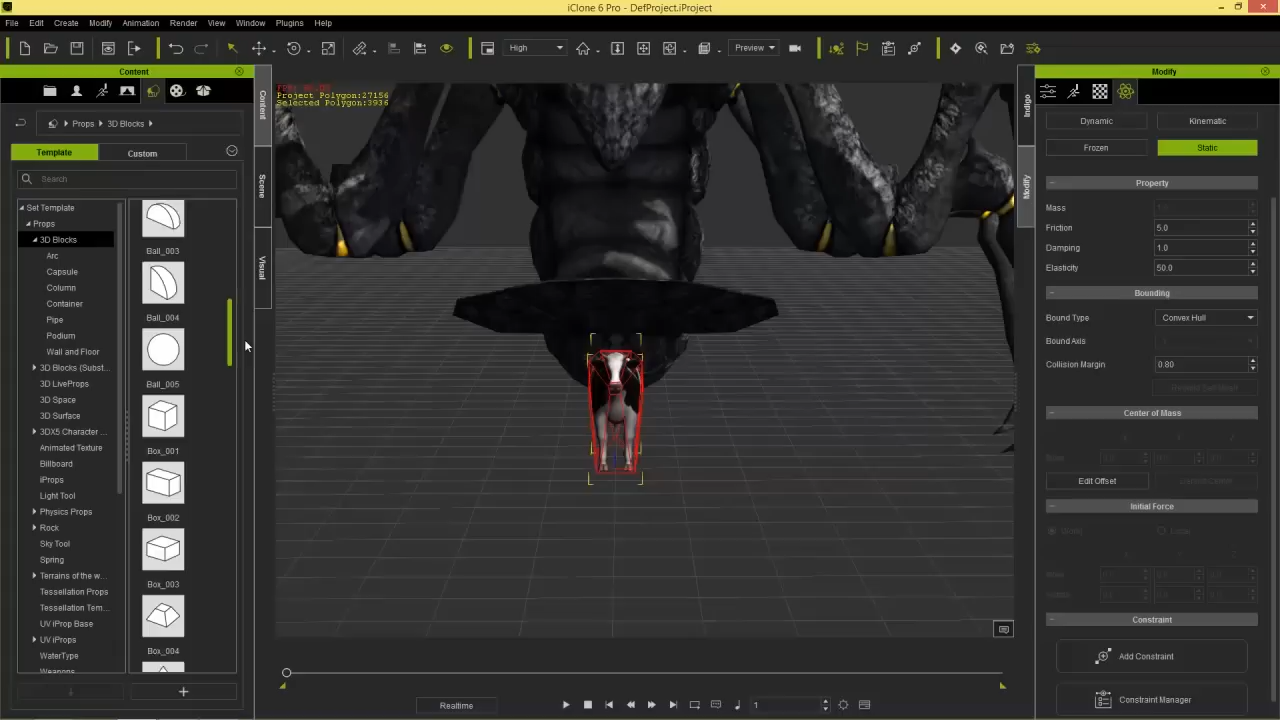 iClone 6 Pro - DefProject.iProject
File Edit Create Modify Animation Render View Window Plugins Help
High
Preview
Content
Props 3D Blocks
Template Custom
Search
Set Template
Props
3D Blocks
Arc
Capsule
Column
Container
Pipe
Podium
Wall and Floor
3D Blocks (Subst...
3D LiveProps
3D Space
3D Surface
3DX5 Character ...
Animated Texture
Billboard
iProps
Light Tool
Physics Props
Rock
Sky Tool
Spring
Terrains of the w...
Tessellation Props
Tessellation Tem...
UV iProp Base
UV iProps
WaterType
Weapons
Ball_003
Ball_004
Ball_005
Box_001
Box_002
Box_003
Box_004
Content
Scene
Visual
Project Polygon:27156
Selected Polygon:3936
Realtime
1
Indigo
Modify
Modify
Dynamic Kinematic
Frozen Static
Property
Mass
Friction 5.0
Damping 1.0
Elasticity 50.0
Bounding
Bound Type Convex Hull
Bound Axis
Collision Margin 0.80
Center of Mass
Edit Offset
Initial Force
Constraint
Add Constraint
Constraint Manager